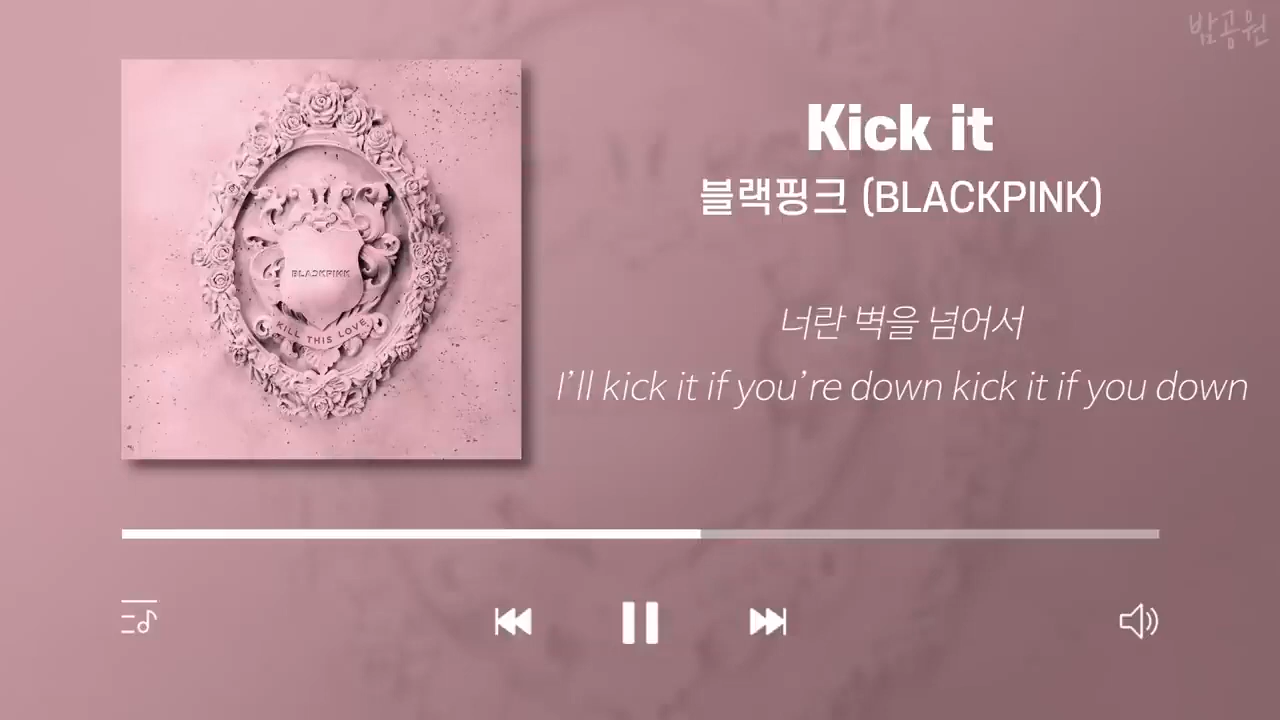 밤공원
Kick it
블랙핑크 (BLACKPINK)
너란 벽을 넘어서
I'll kick it if you're down kick it if you down
BLACKPINK
KILL THIS LOVE